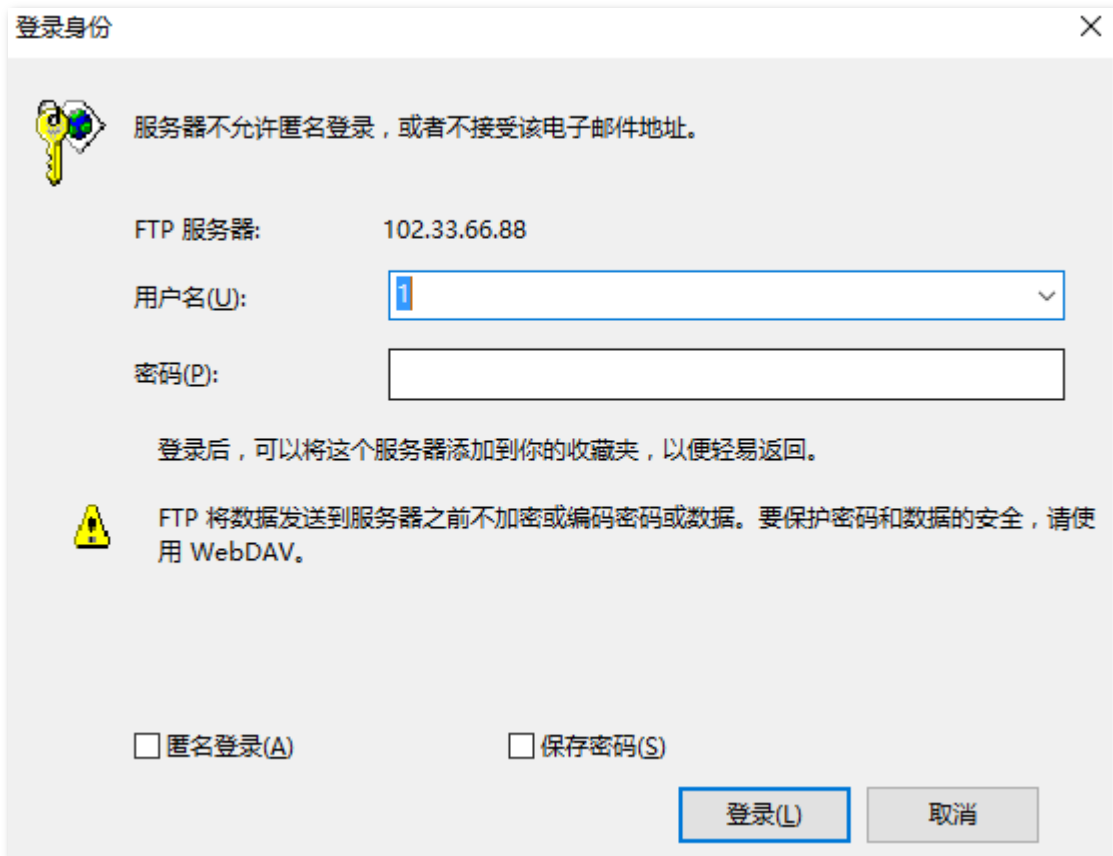 登录身份
服务器不允许匿名登录，或者不接受该电子邮件地址。
FTP 服务器:
102.33.66.88
用户名(U):
1
密码(P):
登录后，可以将这个服务器添加到你的收藏夹，以便轻易返回。
FTP 将数据发送到服务器之前不加密或编码密码或数据。要保护密码和数据的安全，请使
用 WebDAV。
匿名登录(A)
保存密码(S)
登录(L)
取消